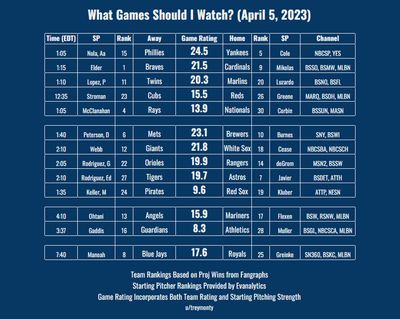 What Games Should I Watch? (April 5, 2023)
Time (EDT) SP Rank Away Game Rating Home Rank SP Channel
1:05 Nola, Aa 15 Phillies 24.5 Yankees 5 Cole NBCSP, YES
1:15 Elder 1 Braves 21.5 Cardinals 9 Mikolas BSSO, BSMW, MLBN
1:10 Lopez, P 11 Twins 20.3 Marlins 20 Luzardo BSNO, BSFL
12:35 Stroman 23 Cubs 15.5 Reds 26 Greene MARQ, BSOH, MLBN
1:05 McClanahan 4 Rays 13.9 Nationals 30 Corbin BSSUN, MASN
1:40 Peterson, D 6 Mets 23.1 Brewers 10 Burnes SNY, BSWI
2:10 Webb 12 Giants 21.8 White Sox 18 Cease NBCSBA, NBCSCH
2:05 Rodriguez, G 22 Orioles 19.9 Rangers 14 deGrom MSN2, BSSW
2:10 Rodriguez, Ed 27 Tigers 19.7 Astros 7 Javier BSDET, ATTH
1:35 Keller, M 24 Pirates 9.6 Red Sox 19 Kluber ATTP, NESN
4:10 Ohtani 13 Angels 15.9 Mariners 17 Flexen BSW, RSNW, MLBN
3:37 Gaddis 16 Guardians 8.3 Athletics 28 Muller BSGL, NBCSCA, MLBN
7:40 Manoah 8 Blue Jays 17.6 Royals 25 Greinke SN360, BSKC, MLBN
Team Rankings Based on Proj Wins from Fangraphs
Starting Pitcher Rankings Provided by Evanalytics
Game Rating Incorporates Both Team Rating and Starting Pitching Strength
u/treymonty